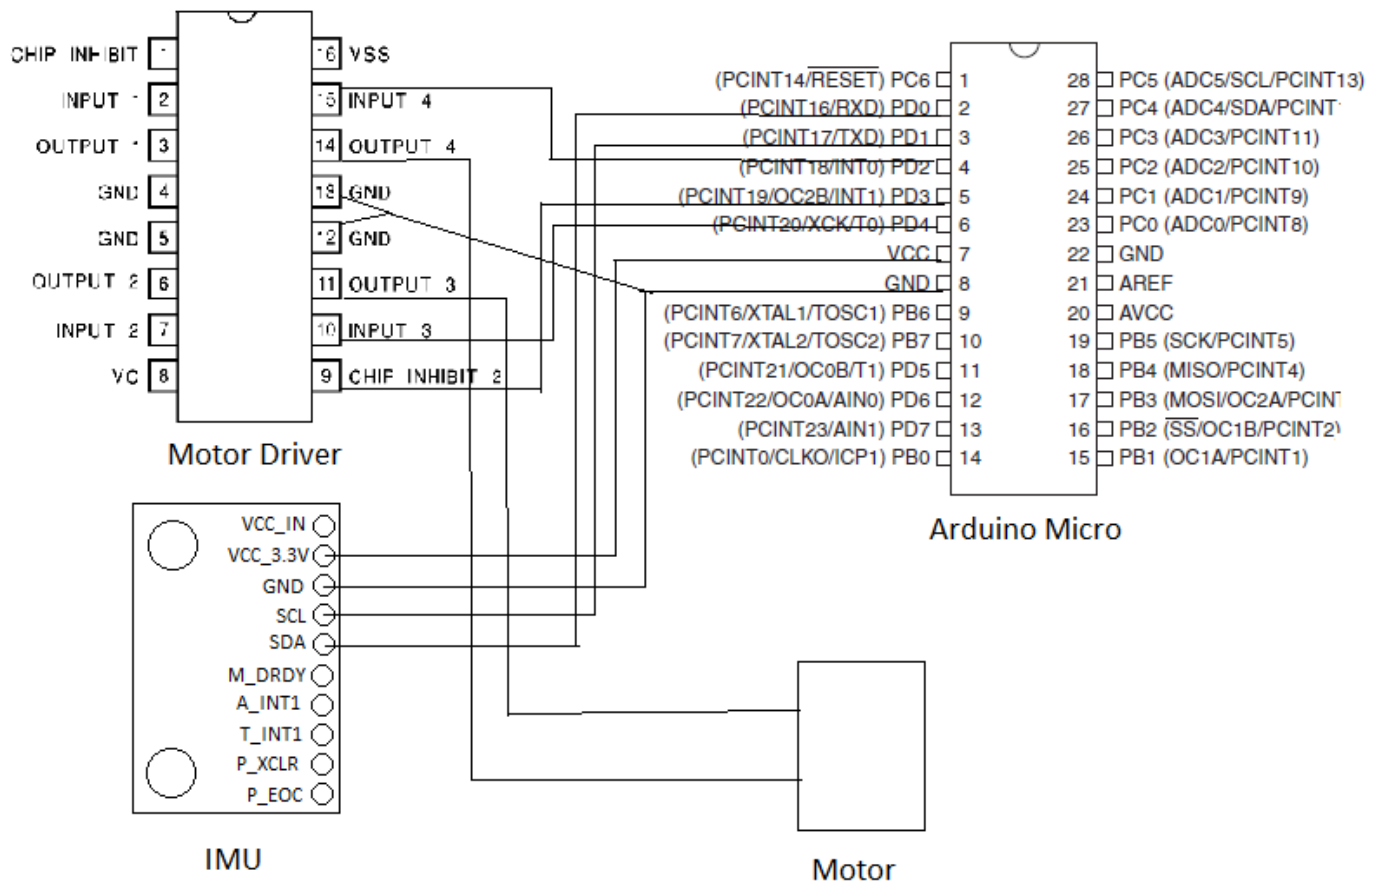 CHIP INHIBIT 1
INPUT 1 2
OUTPUT 1 3
GND 4
GND 5
OUTPUT 2 6
INPUT 2 7
VC 8
16 VSS
15 INPUT 4
14 OUTPUT 4
13 GND
12 GND
11 OUTPUT 3
10 INPUT 3
9 CHIP INHIBIT 2
Motor Driver
(PCINT14/RESET) PC6 1
(PCINT16/RXD) PD0 2
(PCINT17/TXD) PD1 3
(PCINT18/INT0) PD2 4
(PCINT19/OC2B/INT1) PD3 5
(PCINT20/XCK/T0) PD4 6
VCC 7
GND 8
(PCINT6/XTAL1/TOSC1) PB6 9
(PCINT7/XTAL2/TOSC2) PB7 10
(PCINT21/OC0B/T1) PD5 11
(PCINT22/OC0A/AIN0) PD6 12
(PCINT23/AIN1) PD7 13
(PCINT0/CLKO/ICP1) PB0 14
28 PC5 (ADC5/SCL/PCINT13)
27 PC4 (ADC4/SDA/PCINT
26 PC3 (ADC3/PCINT11)
25 PC2 (ADC2/PCINT10)
24 PC1 (ADC1/PCINT9)
23 PC0 (ADC0/PCINT8)
22 GND
21 AREF
20 AVCC
19 PB5 (SCK/PCINT5)
18 PB4 (MISO/PCINT4)
17 PB3 (MOSI/OC2A/PCINT
16 PB2 (SS/OC1B/PCINT2)
15 PB1 (OC1A/PCINT1)
Arduino Micro
VCC_IN
VCC_3.3V
GND
SCL
SDA
M_DRDY
A_INT1
T_INT1
P_XCLR
P_EOC
IMU
Motor